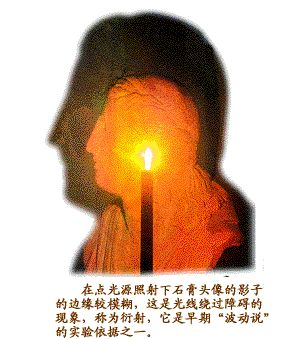 在点光源照射下石膏头像的影子
的边缘较模糊，这是光线绕过障碍的
现象，称为衍射，它是早期“波动说”
的实验依据之一。